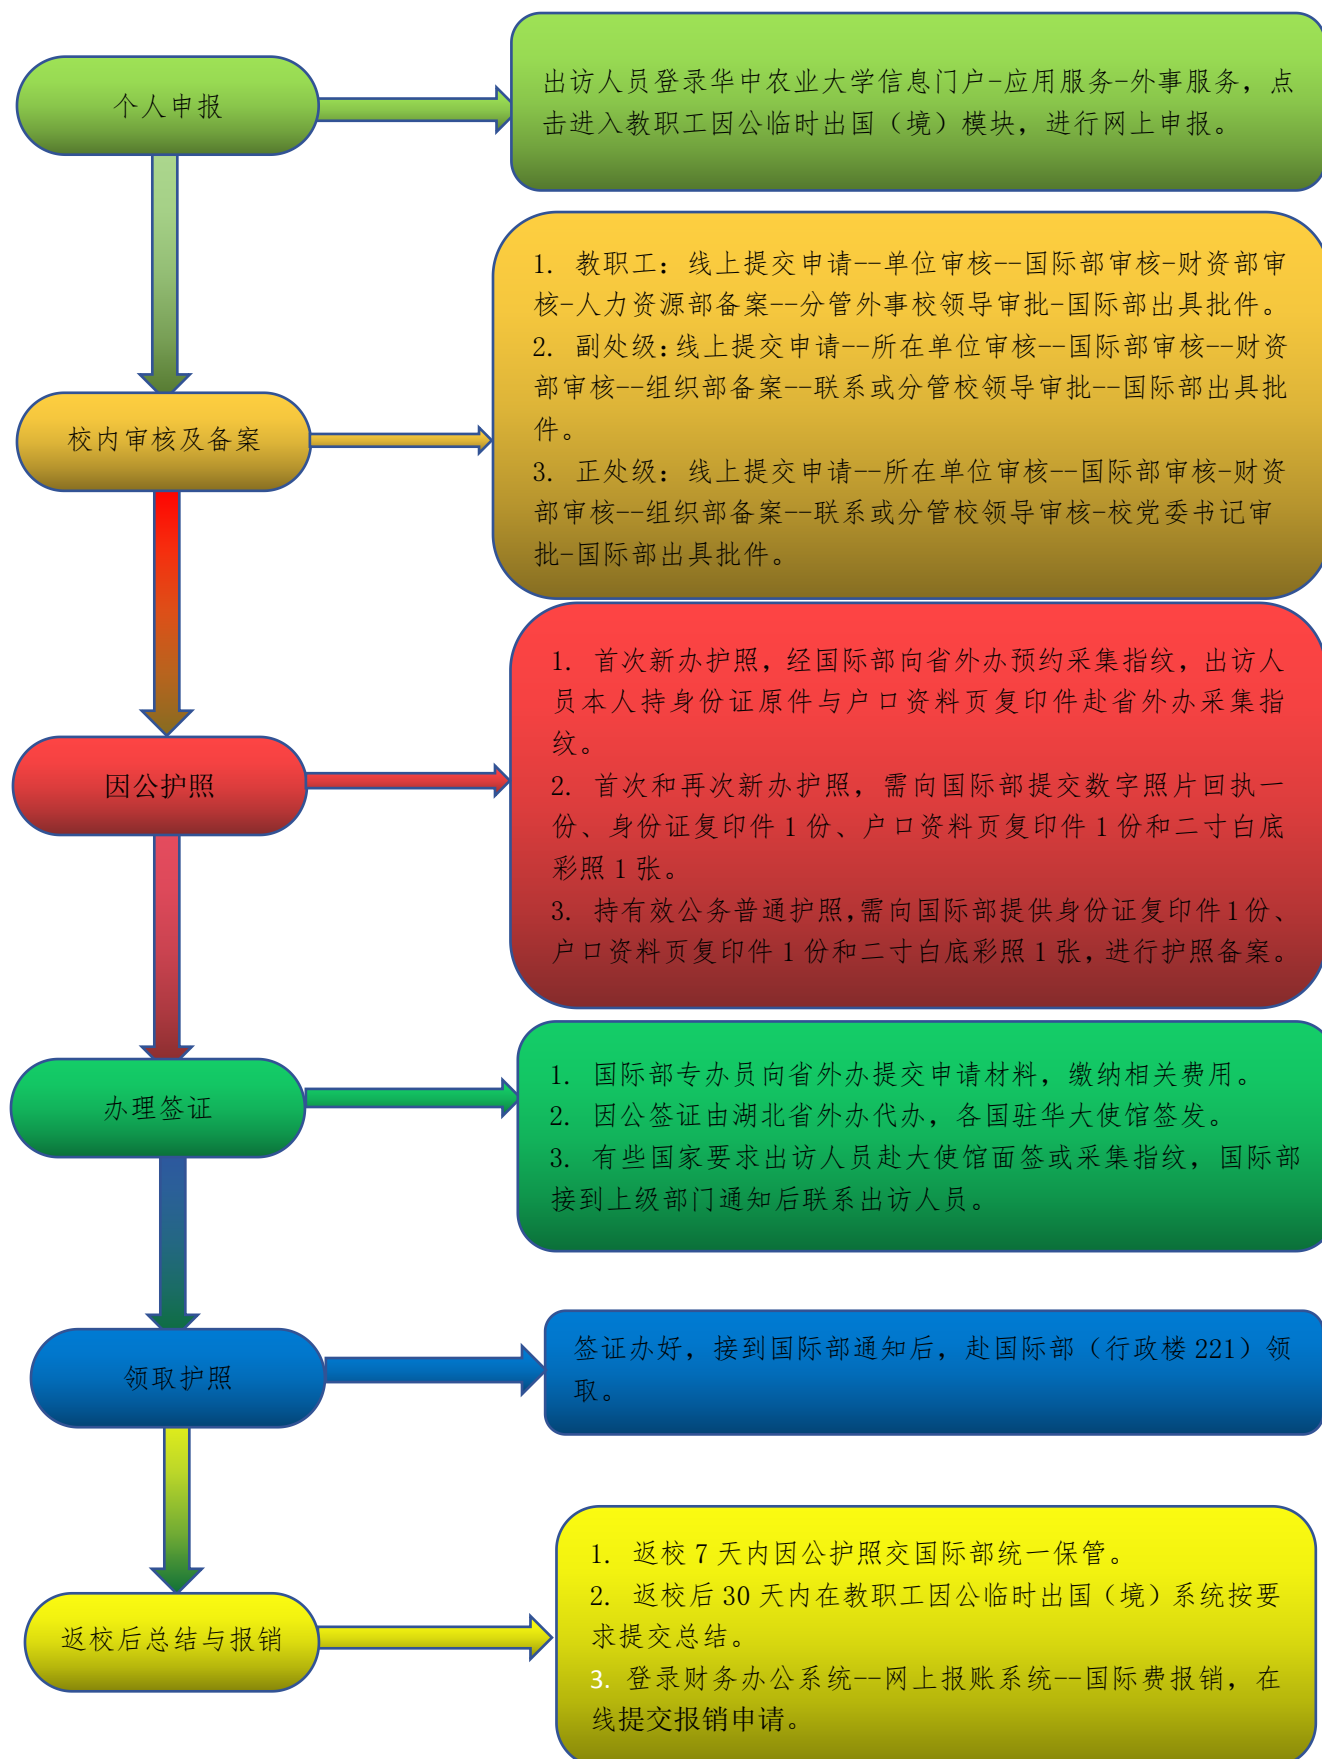 个人申报
出访人员登录华中农业大学信息门户-应用服务-外事服务，点
击进入教职工因公临时出国（境）模块，进行网上申报。
校内审核及备案
1. 教职工：线上提交申请--单位审核--国际部审核-财资部审
核-人力资源部备案--分管外事校领导审批-国际部出具批件。
2. 副处级：线上提交申请--所在单位审核--国际部审核--财资
部审核--组织部备案--联系或分管校领导审批--国际部出具批
件。
3. 正处级：线上提交申请--所在单位审核--国际部审核-财资
部审核--组织部备案--联系或分管校领导审核-校党委书记审
批-国际部出具批件。
因公护照
1. 首次新办护照，经国际部向省外办预约采集指纹，出访人
员本人持身份证原件与户口资料页复印件赴省外办采集指
纹。
2. 首次和再次新办护照，需向国际部提交数字照片回执一
份、身份证复印件 1 份、户口资料页复印件 1 份和二寸白底
彩照 1 张。
3. 持有效公务普通护照，需向国际部提供身份证复印件 1 份、
户口资料页复印件 1 份和二寸白底彩照 1 张，进行护照备案。
办理签证
1. 国际部专办员向省外办提交申请材料，缴纳相关费用。
2. 因公签证由湖北省外办代办，各国驻华大使馆签发。
3. 有些国家要求出访人员赴大使馆面签或采集指纹，国际部
接到上级部门通知后联系出访人员。
领取护照
签证办好，接到国际部通知后，赴国际部（行政楼 221）领
取。
返校后总结与报销
1. 返校 7 天内因公护照交国际部统一保管。
2. 返校后 30 天内在教职工因公临时出国（境）系统按要
求提交总结。
3. 登录财务办公系统--网上报账系统--国际费报销，在
线提交报销申请。